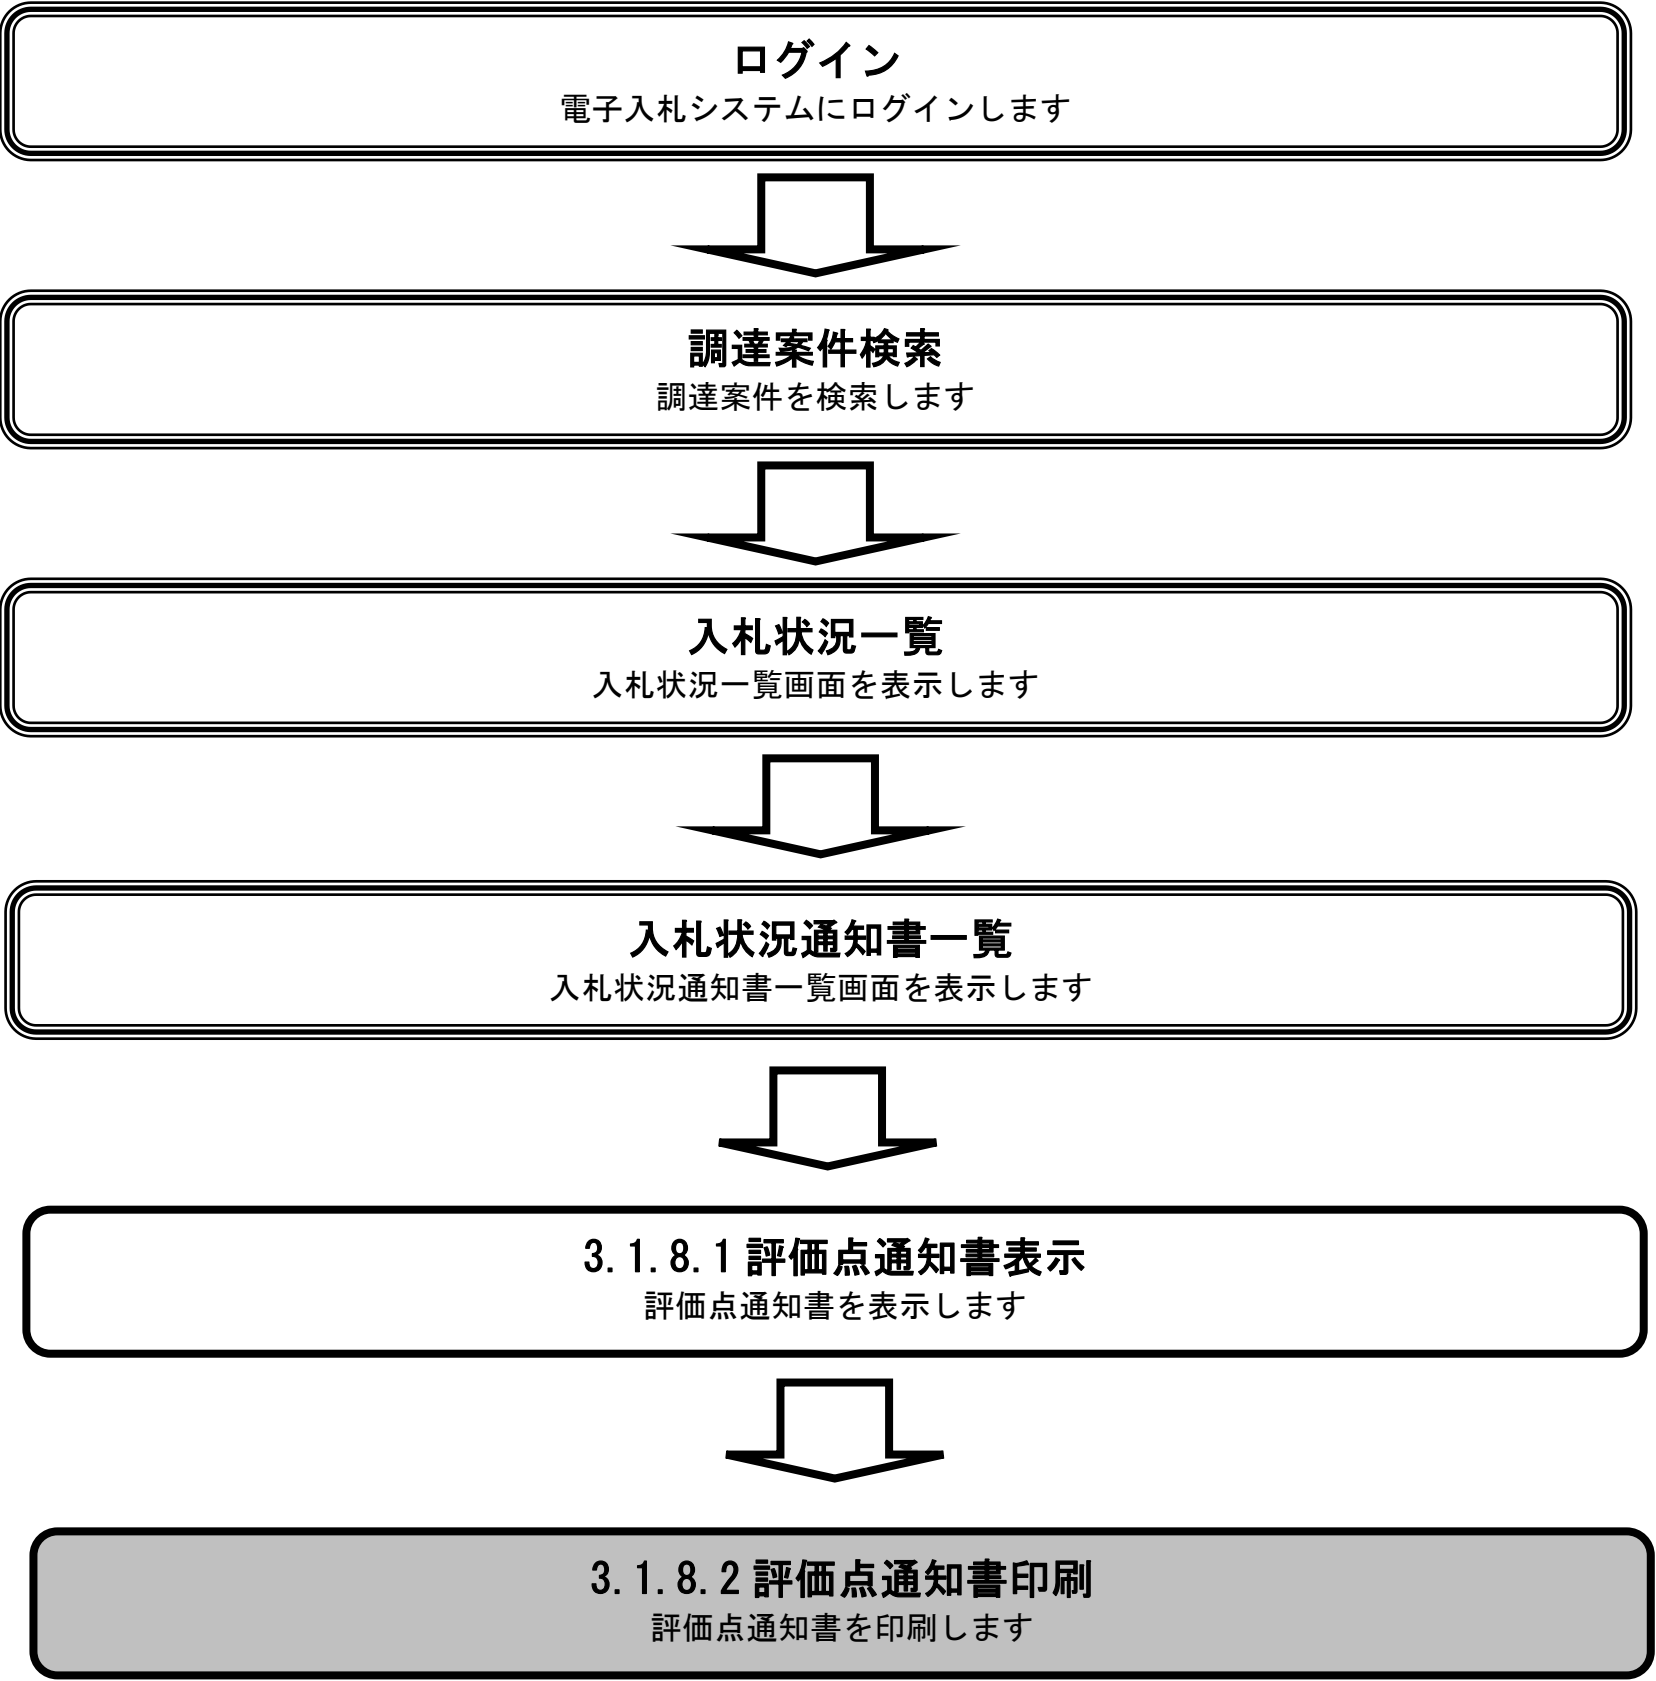 ログイン
電子入札システムにログインします
調達案件検索
調達案件を検索します
入札状況一覧
入札状況一覧画面を表示します
入札状況通知書一覧
入札状況通知書一覧画面を表示します
3.1.8.1評価点通知書表示
評価点通知書を表示します
3.1.8.2評価点通知書印刷
評価点通知書を印刷します